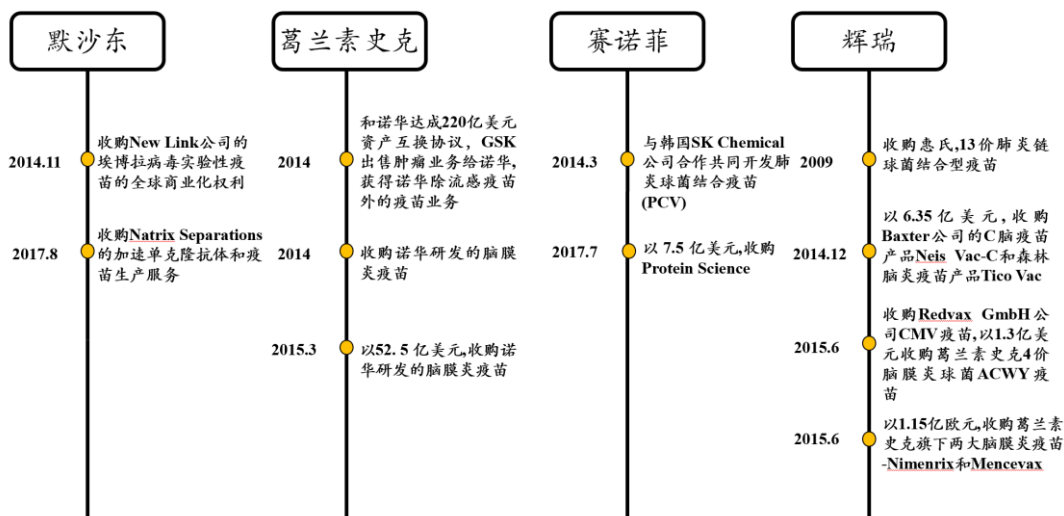 默沙东
2014.11
收购New Link公司的
埃博拉病毒实验性疫
苗的全球商业化权利
2017.8
收购Natrix Separations
的加速单克隆抗体和疫
苗生产服务
葛兰素史克
2014
和诺华达成220亿美元
资产互换协议，GSK
出售肿瘤业务给诺华,
获得诺华除流感疫苗
外的疫苗业务
2014
收购诺华研发的脑膜
炎疫苗
2015.3
以52. 5 亿美元,收购诺
华研发的脑膜炎疫苗
赛诺菲
2014.3
与韩国SK Chemical
公司合作共同开发肺
炎球菌结合疫苗
(PCV)
2017.7
以 7.5 亿美元,收购
Protein Science
辉瑞
2009
收购惠氏,13价肺炎链
球菌结合型疫苗
2014.12
以 6.35 亿 美 元 , 收 购
Baxter公司的C脑疫苗
产品Neis Vac-C和森林
脑炎疫苗产品Tico Vac
2015.6
收购Redvax GmbH公
司CMV疫苗,以1.3亿美
元收购葛兰素史克4价
脑膜炎球菌ACWY疫
苗
2015.6
以1.15亿欧元,收购葛兰素
史克旗下两大脑膜炎疫苗
-Nimenrix和Mencevax